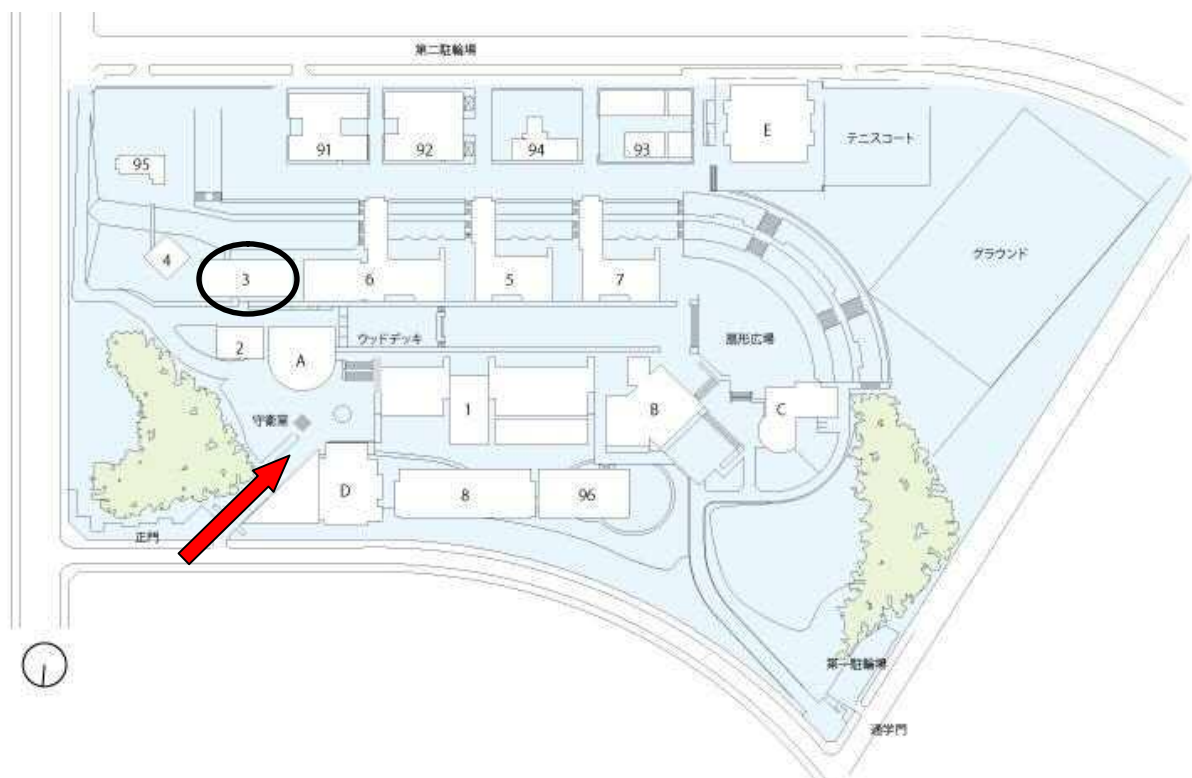 第二駐輪場
91
92
94
93
E
テニスコート
95
4
3
6
5
7
グラウンド
2
A
ウッドデッキ
扇形広場
1
B
C
守衛室
D
8
96
正門
第一駐輪場
通学門